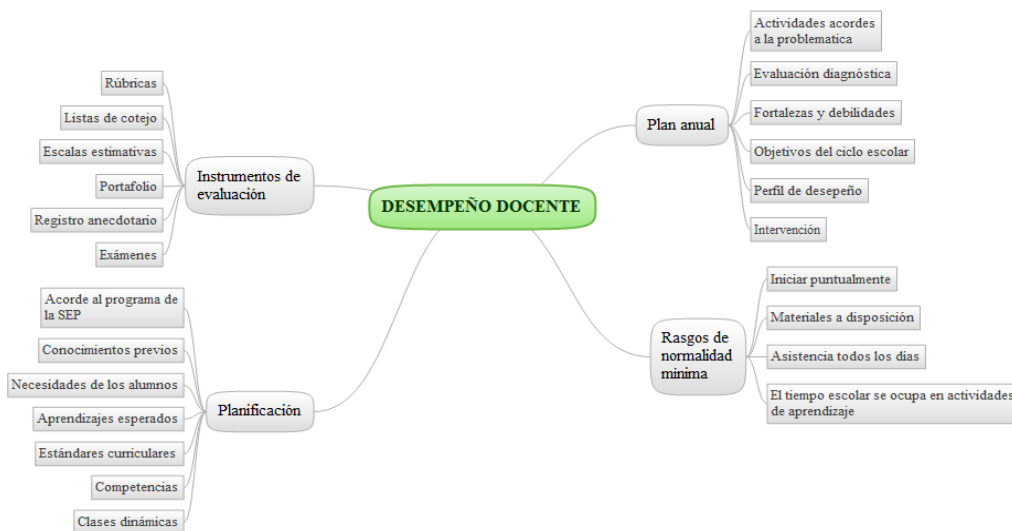 DESEMPEÑO DOCENTE
Instrumentos de
evaluación
Rúbricas
Listas de cotejo
Escalas estimativas
Portafolio
Registro anecdotario
Exámenes
Planificación
Acorde al programa de
la SEP
Conocimientos previos
Necesidades de los alumnos
Aprendizajes esperados
Estándares curriculares
Competencias
Clases dinámicas
Plan anual
Actividades acordes
a la problematica
Evaluación diagnóstica
Fortalezas y debilidades
Objetivos del ciclo escolar
Perfil de desepeño
Intervención
Rasgos de
normalidad
mínima
Iniciar puntualmente
Materiales a disposición
Asistencia todos los días
El tiempo escolar se ocupa en actividades
de aprendizaje